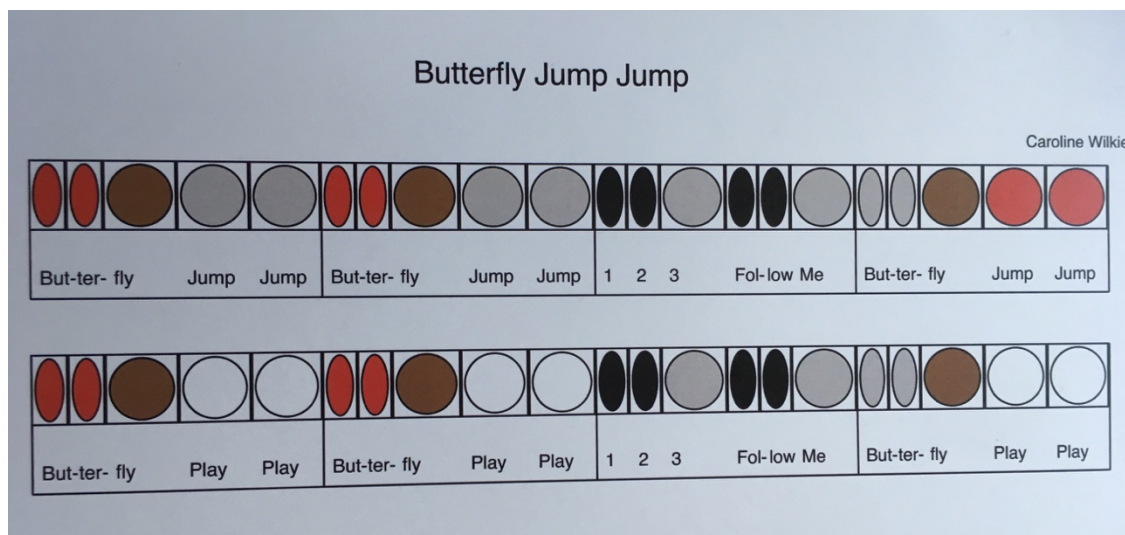 Butterfly Jump Jump
Caroline Wilkie
But-ter- fly Jump Jump But-ter- fly Jump Jump 1 2 3 Fol-low Me But-ter- fly Jump Jump
But-ter- fly Play Play But-ter- fly Play Play 1 2 3 Fol-low Me But-ter- fly Play Play